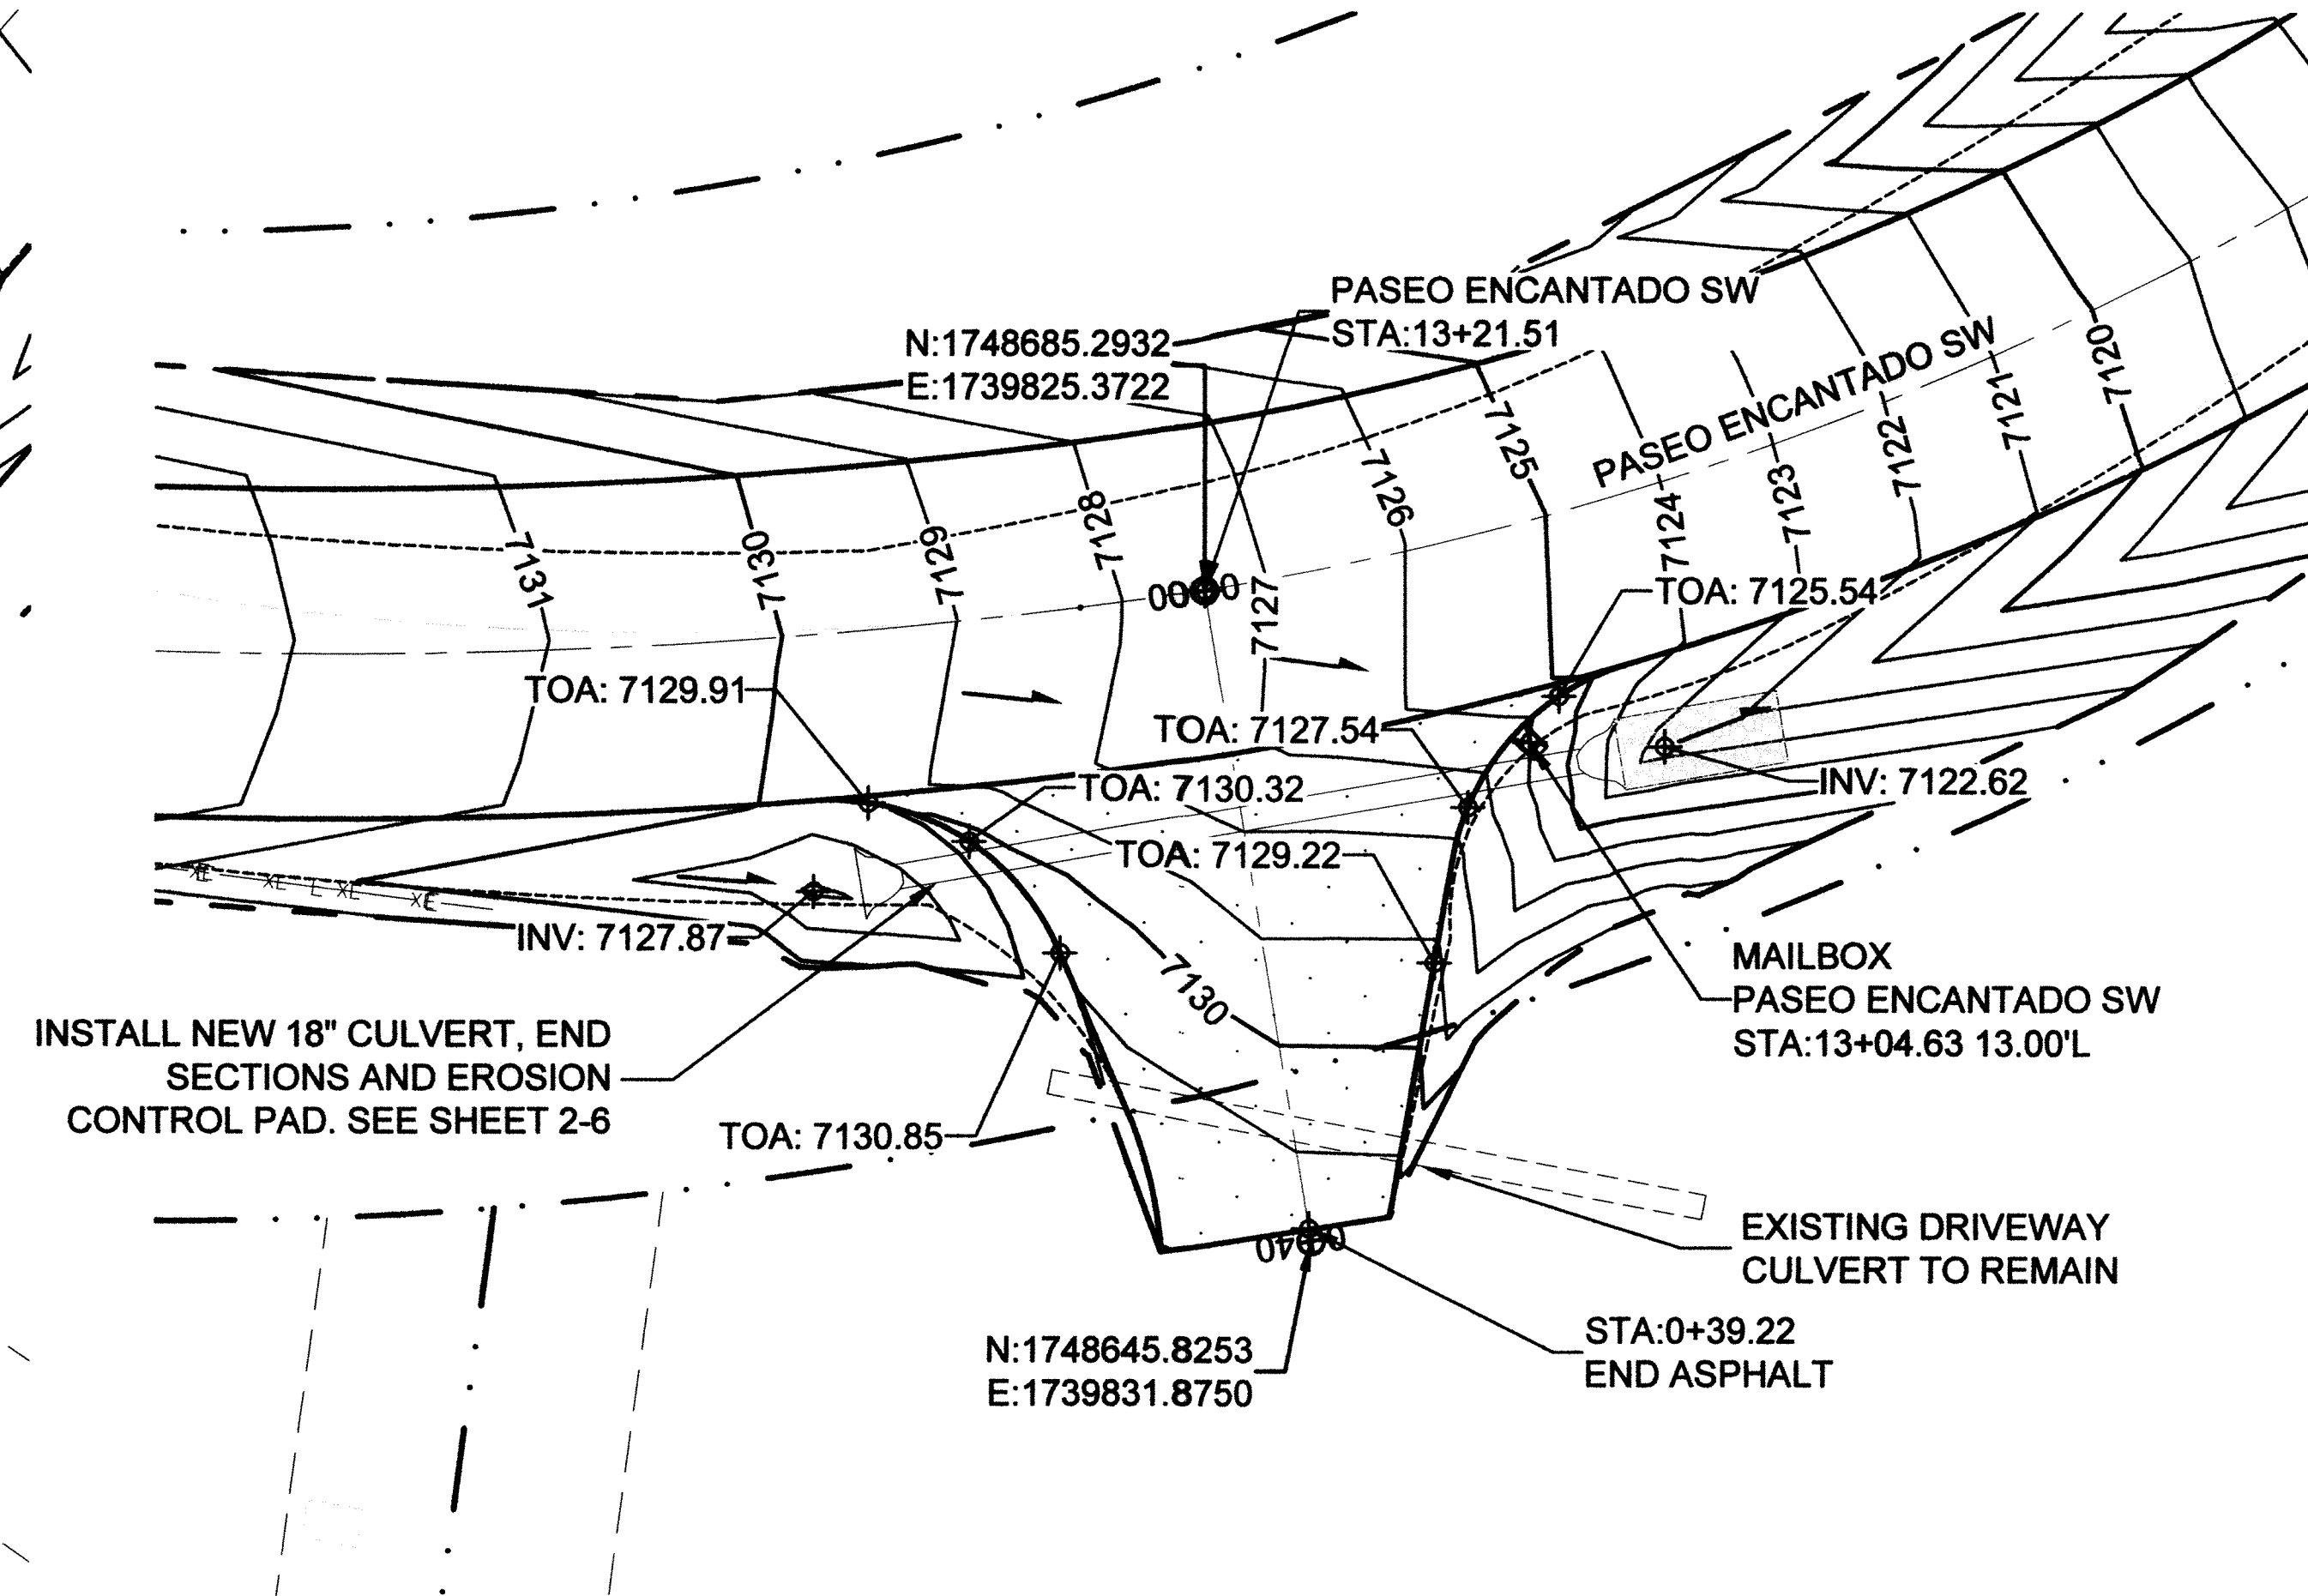 PASEO ENCANTADO SW
STA:13+21.51
N:1748685.2932
E:1739825.3722
PASEO ENCANTADO SW
7131
7130
7129
7128
7127
7126
7125
7124
7123
7122
7121
7120
TOA: 7125.54
TOA: 7129.91
TOA: 7127.54
TOA: 7130.32
INV: 7122.62
TOA: 7129.22
INV: 7127.87
7130
MAILBOX
PASEO ENCANTADO SW
STA:13+04.63 13.00'L
INSTALL NEW 18" CULVERT, END
SECTIONS AND EROSION
CONTROL PAD. SEE SHEET 2-6
TOA: 7130.85
EXISTING DRIVEWAY
CULVERT TO REMAIN
STA:0+39.22
END ASPHALT
N:1748645.8253
E:1739831.8750